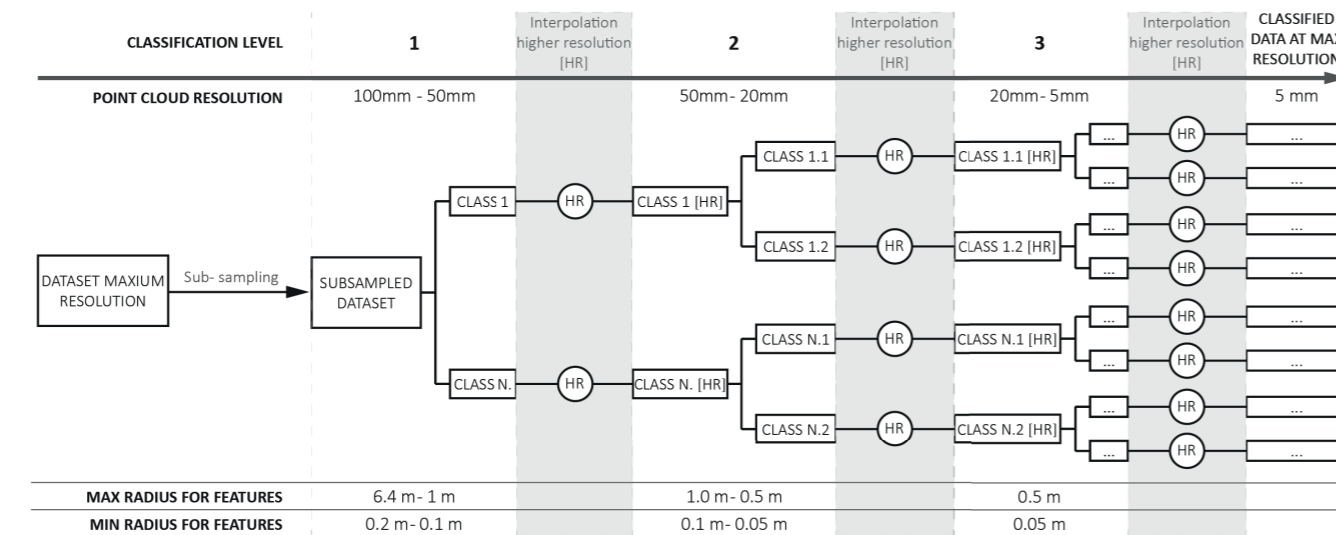 CLASSIFICATION LEVEL
1
Interpolation
higher resolution
[HR]
2
Interpolation
higher resolution
[HR]
3
Interpolation
higher resolution
[HR]
CLASSIFIED
DATA AT MAX
RESOLUTION
POINT CLOUD RESOLUTION
100mm - 50mm
50mm- 20mm
20mm- 5mm
5 mm
DATASET MAXIUM
RESOLUTION
Sub- sampling
SUBSAMPLED
DATASET
CLASS 1
HR
CLASS 1 [HR]
CLASS N.
HR
CLASS N. [HR]
CLASS 1.1
HR
CLASS 1.1 [HR]
CLASS 1.2
HR
CLASS 1.2 [HR]
CLASS N.1
HR
CLASS N.1 [HR]
CLASS N.2
HR
CLASS N.2 [HR]
... HR ...
... HR ...
... HR ...
... HR ...
... HR ...
... HR ...
... HR ...
... HR ...
MAX RADIUS FOR FEATURES
6.4 m- 1 m
1.0 m- 0.5 m
0.5 m
MIN RADIUS FOR FEATURES
0.2 m- 0.1 m
0.1 m- 0.05 m
0.05 m